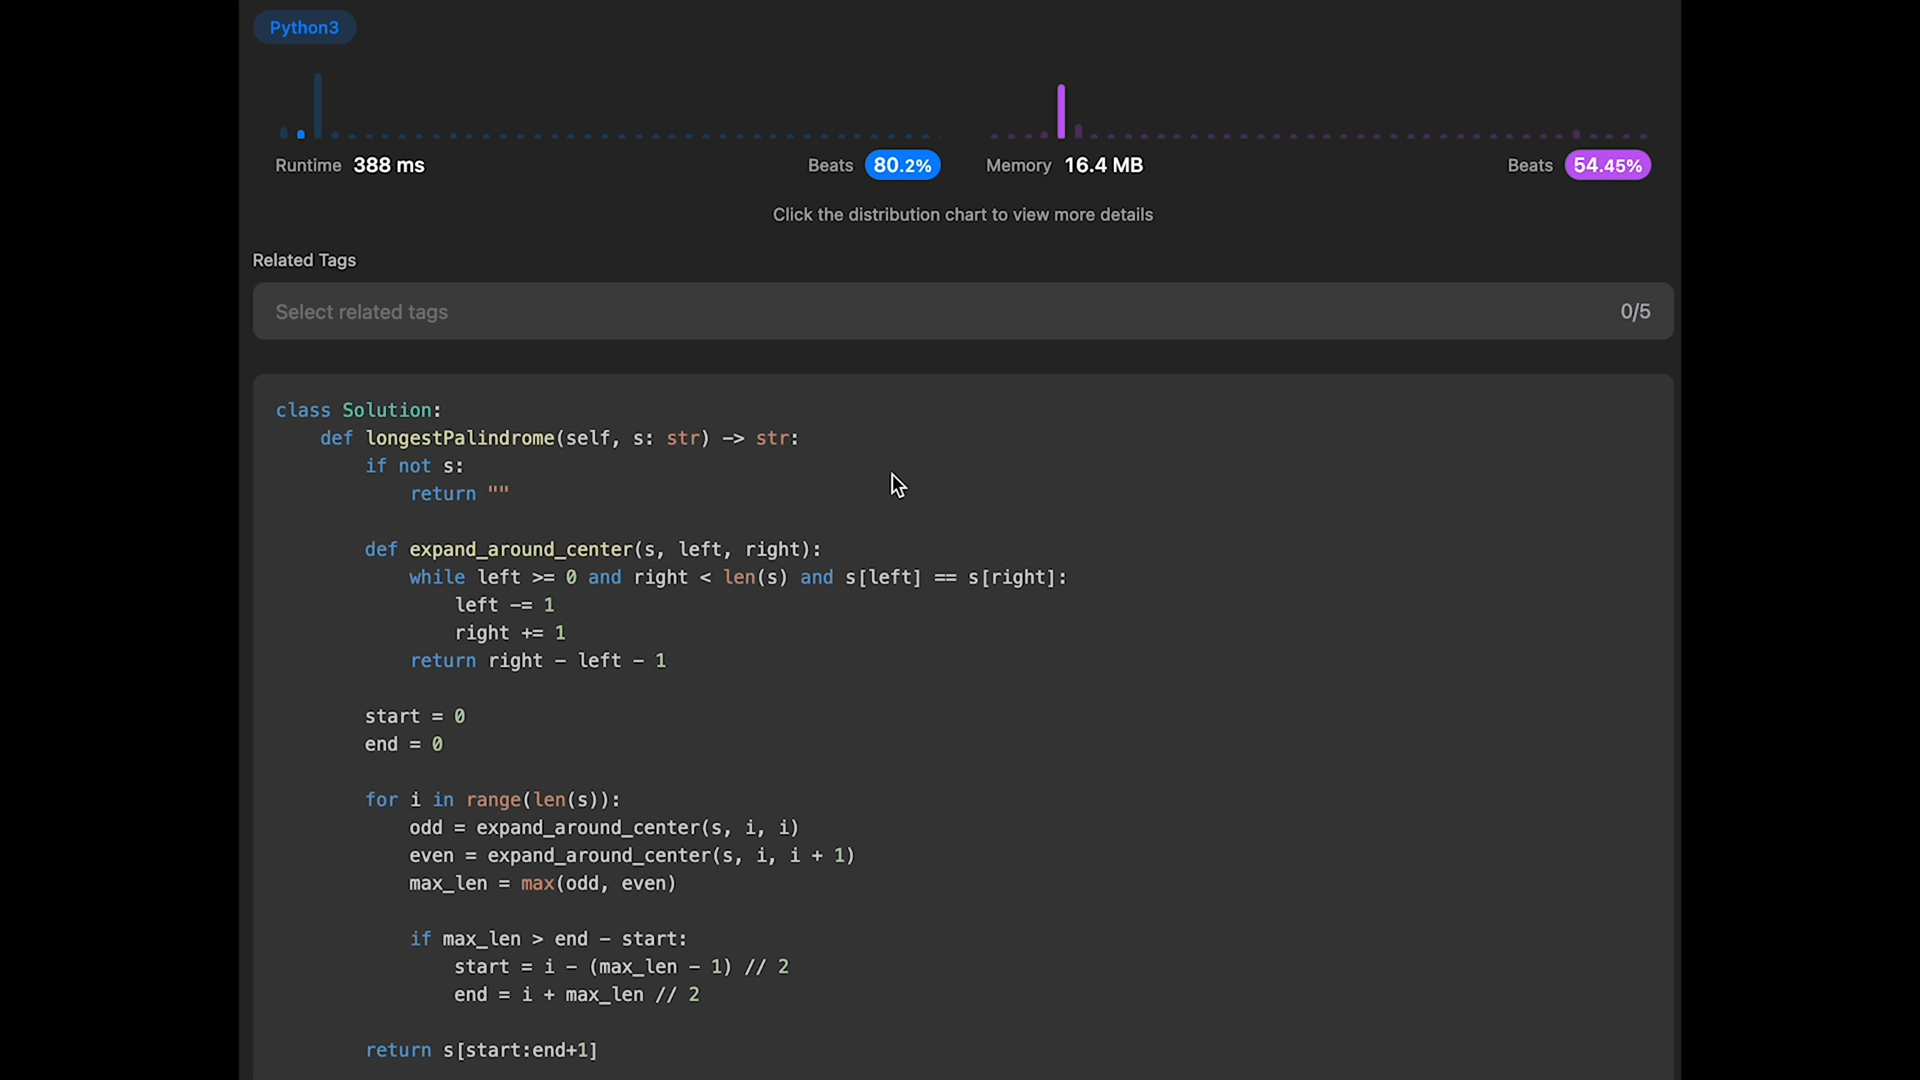 Python3
Runtime 388 ms Beats 80.2% Memory 16.4 MB Beats 54.45%
Click the distribution chart to view more details
Related Tags
Select related tags 0/5
class Solution:
    def longestPalindrome(self, s: str) -> str:
        if not s:
            return ""

        def expand_around_center(s, left, right):
            while left >= 0 and right < len(s) and s[left] == s[right]:
                left -= 1
                right += 1
            return right - left - 1

        start = 0
        end = 0

        for i in range(len(s)):
            odd = expand_around_center(s, i, i)
            even = expand_around_center(s, i, i + 1)
            max_len = max(odd, even)

            if max_len > end - start:
                start = i - (max_len - 1) // 2
                end = i + max_len // 2

        return s[start:end+1]